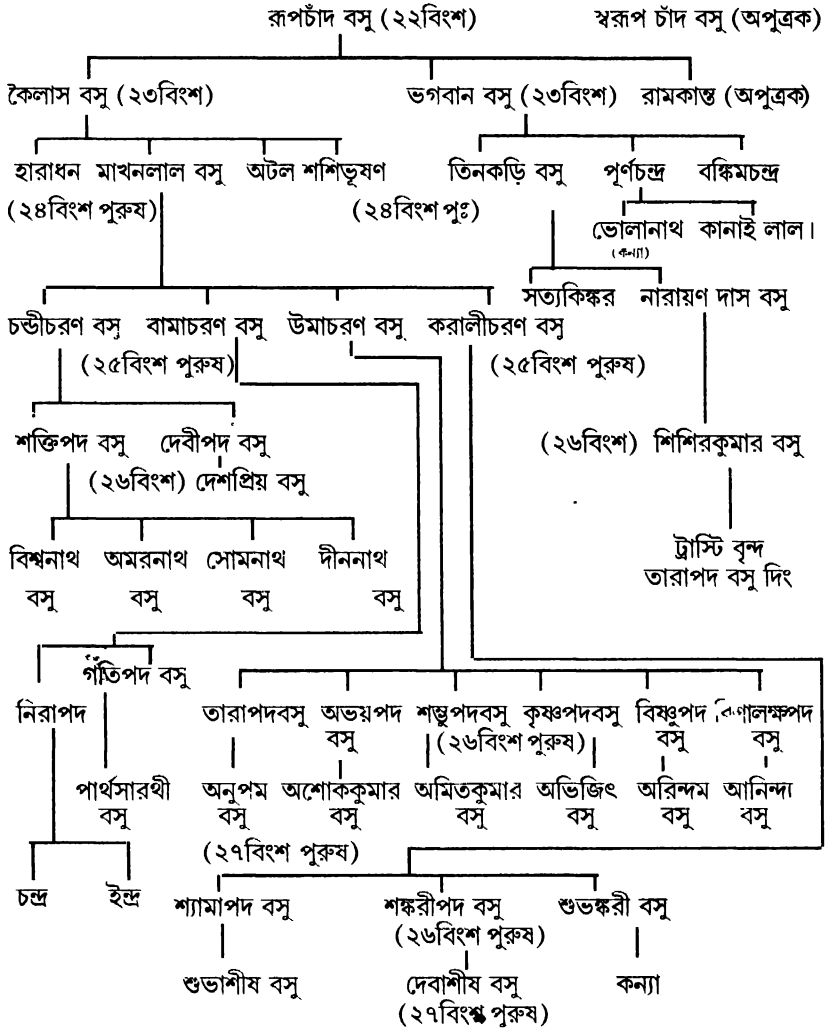 রূপচাঁদ বসু (২২বিংশ) স্বরূপ চাঁদ বসু (অপুত্রক)
কৈলাস বসু (২৩বিংশ) ভগবান বসু (২৩বিংশ) রামকান্ত (অপুত্রক)
হারাধন মাখনলাল বসু অটল শশিভূষণ তিনকড়ি বসু পূর্ণচন্দ্র বঙ্কিমচন্দ্র
(২৪বিংশ পুরুষ) (২৪বিংশ পুঃ)
ভোলানাথ কানাই লাল।
(কন্যা)
সত্যকিঙ্কর নারায়ণ দাস বসু
চন্ডীচরণ বসু বামাচরণ বসু উমাচরণ বসু করালীচরণ বসু
(২৫বিংশ পুরুষ) (২৫বিংশ পুরুষ)
শক্তিপদ বসু দেবীপদ বসু (২৬বিংশ) শিশিরকুমার বসু
(২৬বিংশ) দেশপ্রিয় বসু
বিশ্বনাথ অমরনাথ সোমনাথ দীননাথ
বসু বসু বসু বসু
ট্রাস্টি বৃন্দ
তারাপদ বসু দিং
গতিপদ বসু
নিরাপদ তারাপদবসু অভয়পদ শম্ভুপদবসু কৃষ্ণপদবসু বিষ্ণুপদ
বসু (২৬বিংশ পুরুষ) বসু বসু
পার্থসারথী অনুপম অশোককুমার অমিতকুমার অভিজিৎ অরিন্দম আনিন্দ্য
বসু বসু বসু বসু বসু বসু বসু
(২৭বিংশ পুরুষ)
চন্দ্র ইন্দ্র শ্যামাপদ বসু শঙ্করীপদ বসু শুভঙ্করী বসু
(২৬বিংশ পুরুষ)
শুভাশীষ বসু দেবাশীষ বসু কন্যা
(২৭বিংশ পুরুষ)